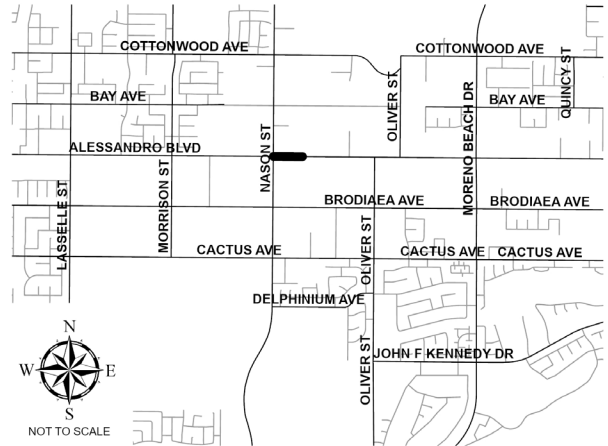 COTTONWOOD AVE
COTTONWOOD AVE
QUINCY ST
BAY AVE
OLIVER ST
MORENO BEACH DR
BAY AVE
NASON ST
ALESSANDRO BLVD
LASSELLE ST
MORRISON ST
BRODIAEA AVE
BRODIAEA AVE
OLIVER ST
CACTUS AVE
CACTUS AVE
CACTUS AVE
DELPHINIUM AVE
OLIVER ST
JOHN F KENNEDY DR
N
W
E
S
NOT TO SCALE